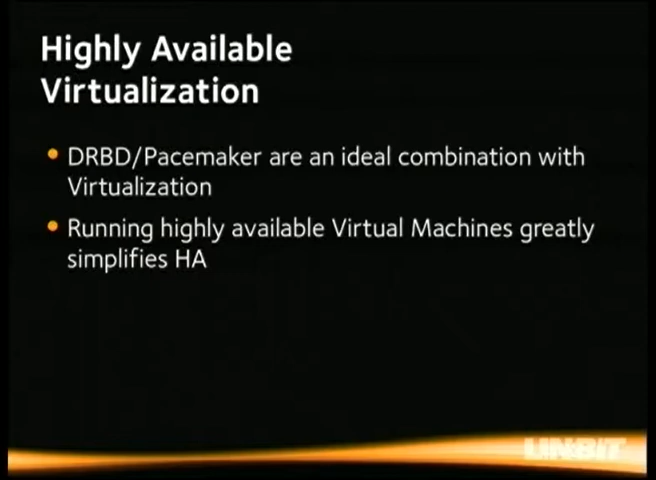 Highly Available
Virtualization
DRBD/Pacemaker are an ideal combination with
Virtualization
Running highly available Virtual Machines greatly
simplifies HA
LINBIT